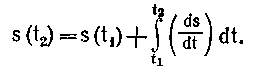 s (t₂) = s (t₁) + ∫_{t₁}^{t₂} (ds/dt) dt.